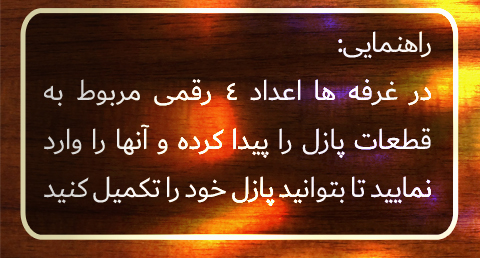 راهنمایی:
در غرفه ها اعداد ٤ رقمی مربوط به
قطعات پازل را پیدا کرده و آنها را وارد
نمایید تا بتوانید پازل خود را تکمیل کنید